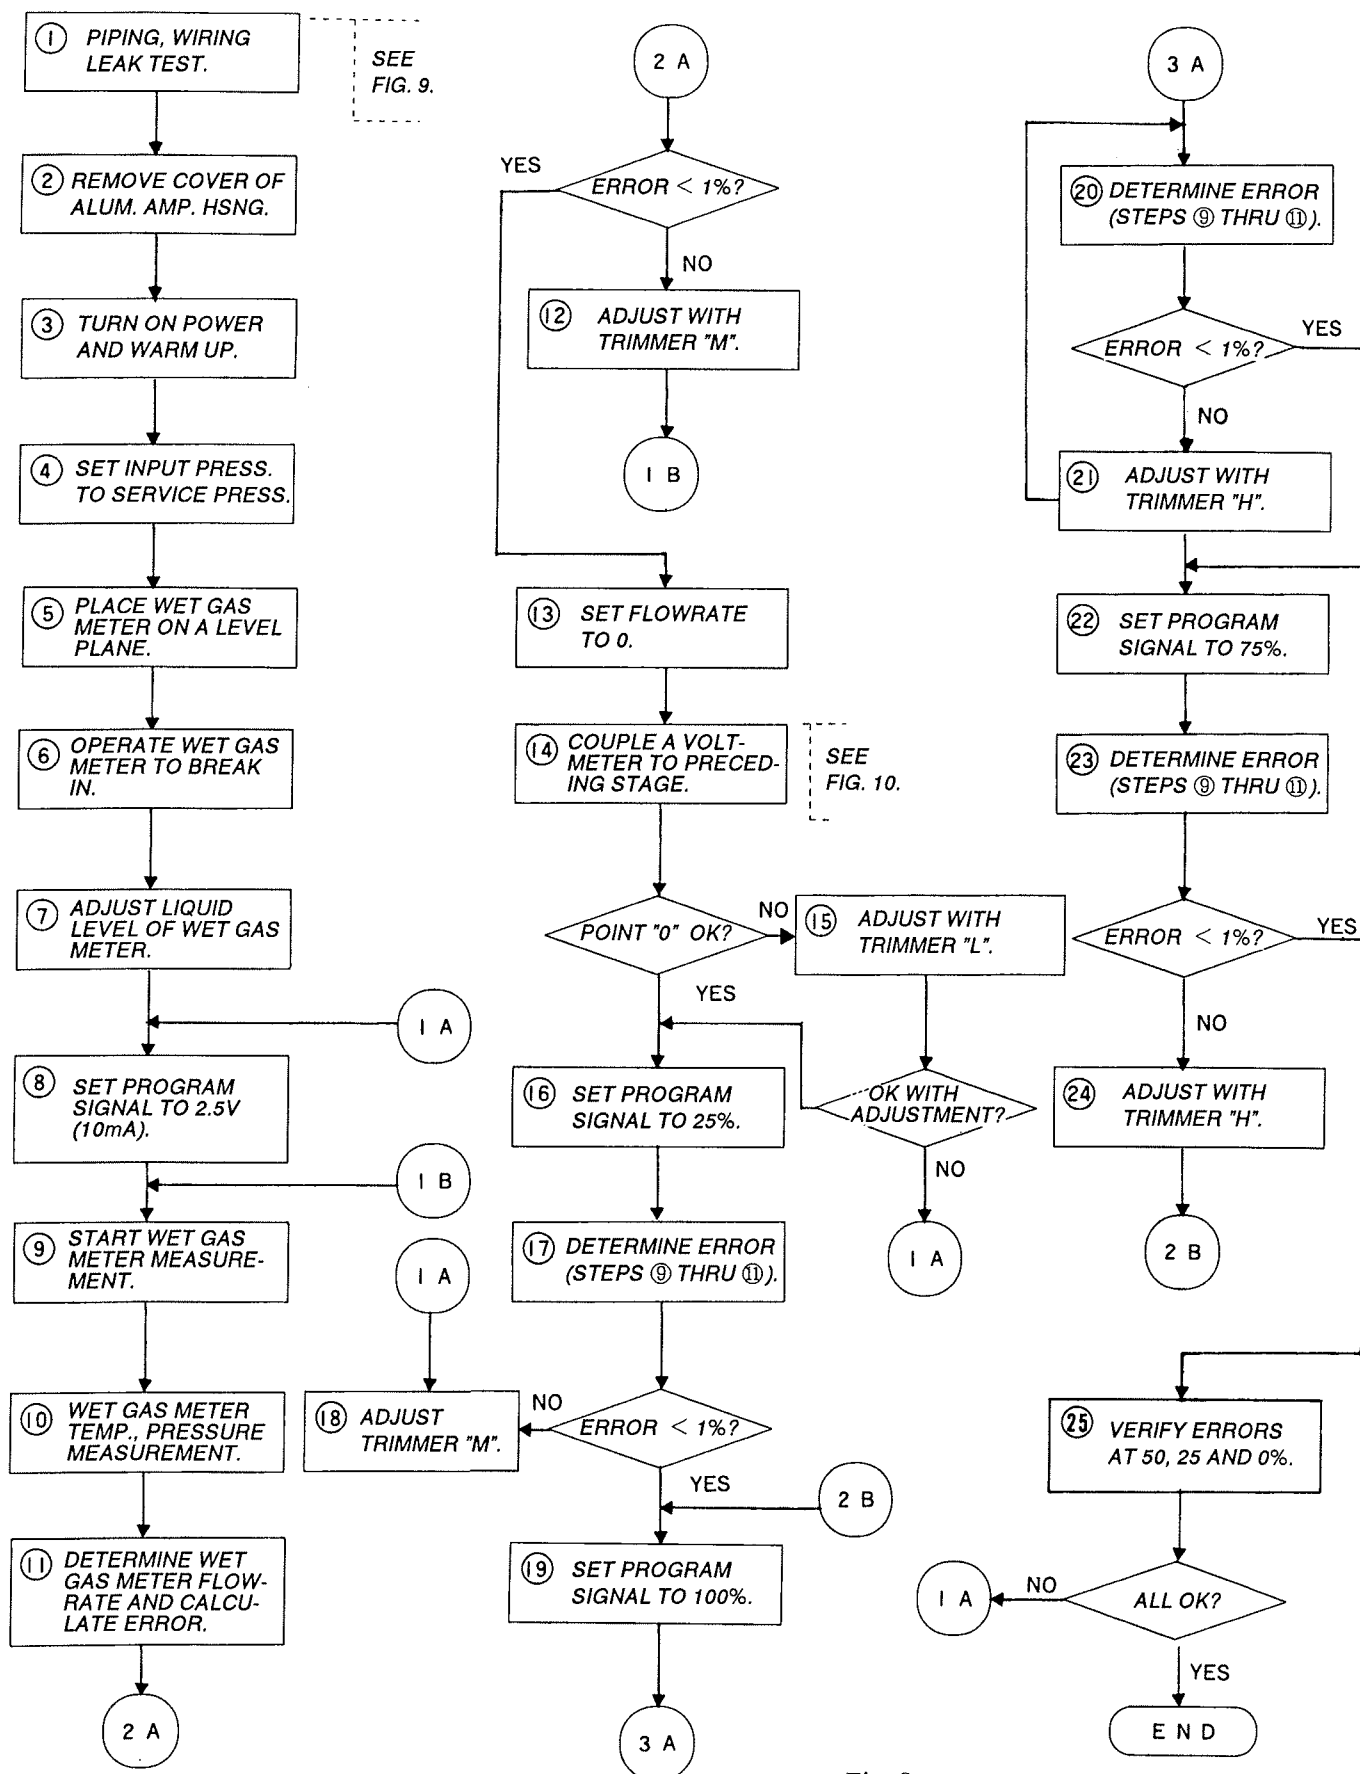 1 PIPING, WIRING
LEAK TEST.
SEE
FIG. 9.
2 REMOVE COVER OF
ALUM. AMP. HSNG.
3 TURN ON POWER
AND WARM UP.
4 SET INPUT PRESS.
TO SERVICE PRESS.
5 PLACE WET GAS
METER ON A LEVEL
PLANE.
6 OPERATE WET GAS
METER TO BREAK
IN.
7 ADJUST LIQUID
LEVEL OF WET GAS
METER.
1 A
8 SET PROGRAM
SIGNAL TO 2.5V
(10mA).
1 B
9 START WET GAS
METER MEASURE-
MENT.
10 WET GAS METER
TEMP., PRESSURE
MEASUREMENT.
11 DETERMINE WET
GAS METER FLOW-
RATE AND CALCU-
LATE ERROR.
2 A
2 A
ERROR < 1%?
YES
NO
12 ADJUST WITH
TRIMMER "M".
1 B
13 SET FLOWRATE
TO 0.
14 COUPLE A VOLT-
METER TO PRECED-
ING STAGE.
SEE
FIG. 10.
POINT "0" OK?
NO
YES
15 ADJUST WITH
TRIMMER "L".
OK WITH
ADJUSTMENT?
NO
1 A
16 SET PROGRAM
SIGNAL TO 25%.
17 DETERMINE ERROR
(STEPS ⑨ THRU ⑪).
ERROR < 1%?
NO
YES
1 A
18 ADJUST
TRIMMER "M".
2 B
19 SET PROGRAM
SIGNAL TO 100%.
3 A
3 A
20 DETERMINE ERROR
(STEPS ⑨ THRU ⑪).
ERROR < 1%?
YES
NO
21 ADJUST WITH
TRIMMER "H".
22 SET PROGRAM
SIGNAL TO 75%.
23 DETERMINE ERROR
(STEPS ⑨ THRU ⑪).
ERROR < 1%?
YES
NO
24 ADJUST WITH
TRIMMER "H".
2 B
25 VERIFY ERRORS
AT 50, 25 AND 0%.
ALL OK?
NO
1 A
YES
END